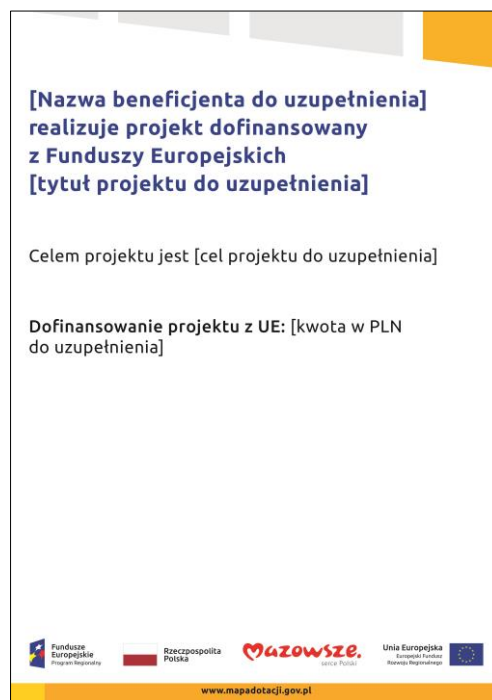 [Nazwa beneficjenta do uzupełnienia]
realizuje projekt dofinansowany
z Funduszy Europejskich
[tytuł projektu do uzupełnienia]
Celem projektu jest [cel projektu do uzupełnienia]
Dofinansowanie projektu z UE: [kwota w PLN
do uzupełnienia]
Fundusze
Europejskie
Program Regionalny
Rzeczpospolita
Polska
Mazowsze.
serce Polski
Unia Europejska
Europejski Fundusz
Rozwoju Regionalnego
www.mapadotacji.gov.pl